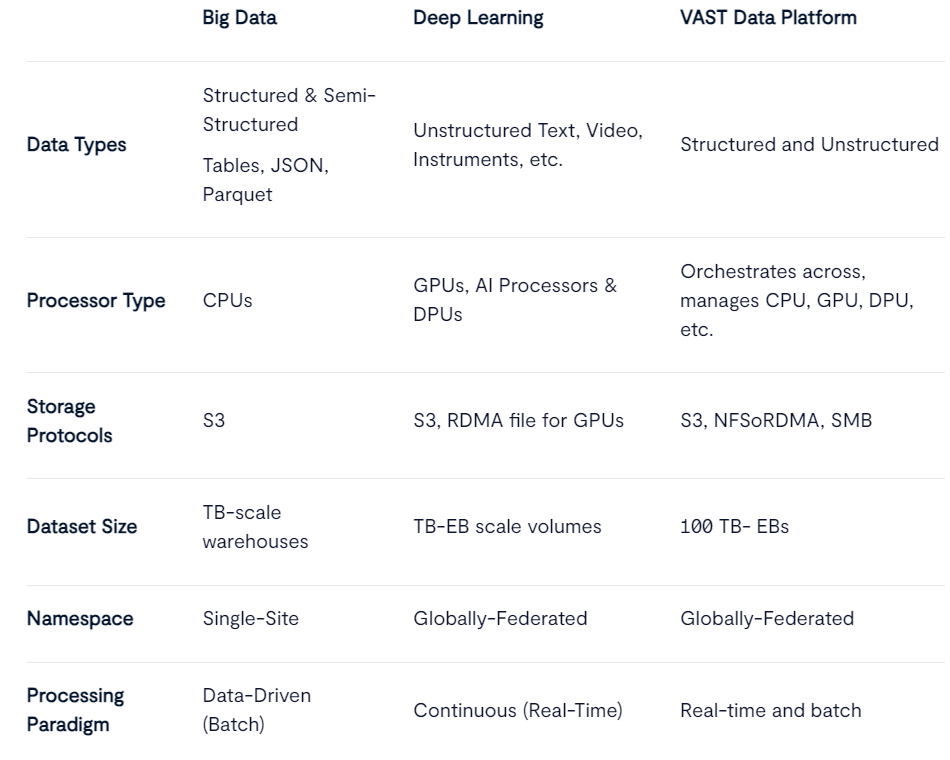 Big Data
Deep Learning
VAST Data Platform
Data Types
Structured & Semi-
Structured
Tables, JSON,
Parquet
Unstructured Text, Video,
Instruments, etc.
Structured and Unstructured
Processor Type
CPUs
GPUs, AI Processors &
DPUs
Orchestrates across,
manages CPU, GPU, DPU,
etc.
Storage
Protocols
S3
S3, RDMA file for GPUs
S3, NFSoRDMA, SMB
Dataset Size
TB-scale
warehouses
TB-EB scale volumes
100 TB- EBs
Namespace
Single-Site
Globally-Federated
Globally-Federated
Processing
Paradigm
Data-Driven
(Batch)
Continuous (Real-Time)
Real-time and batch